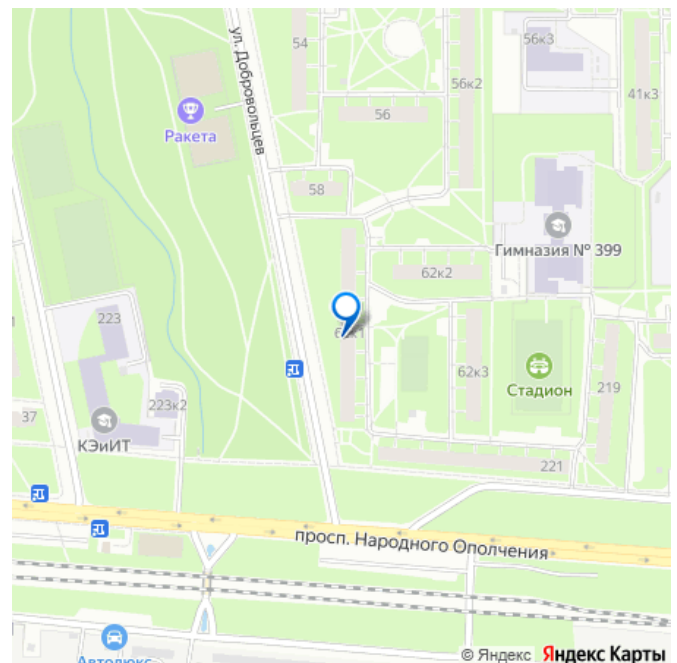 54
56к3
ул. Добровольцев
56к2
41к3
Ракета
56
58
Гимназия № 399
62к2
223
62к3
Стадион
219
37
223к2
КЭиИТ
221
просп. Народного Ополчения
Автолюкс
© Яндекс Яндекс Карты